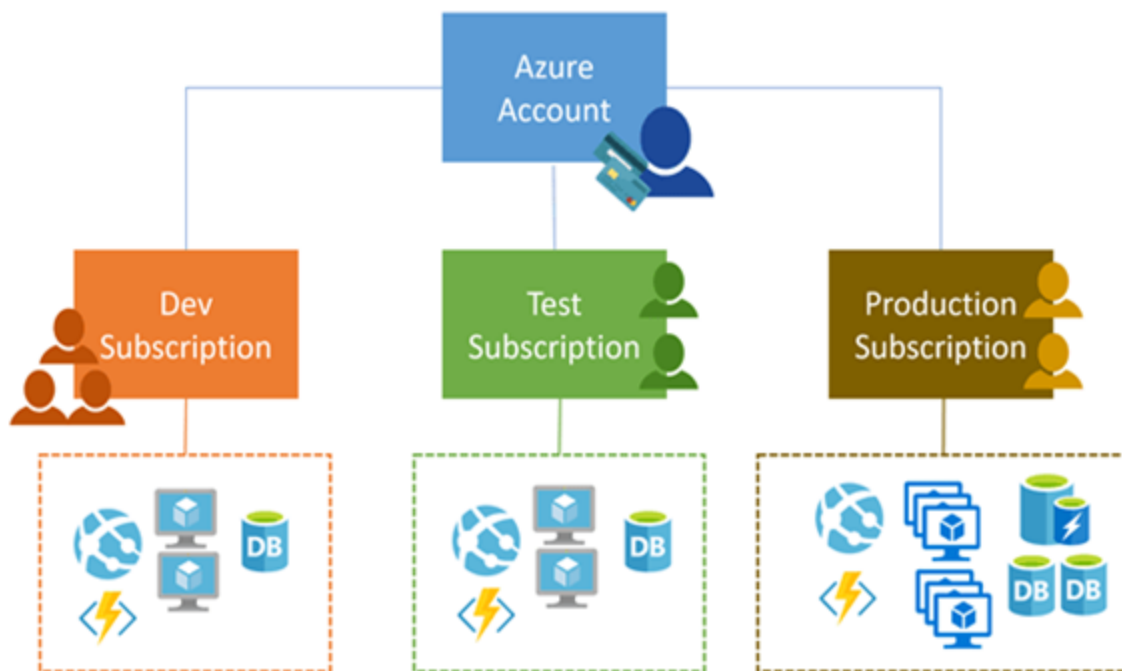 Azure
Account
Dev
Subscription
Test
Subscription
Production
Subscription
DB
DB
DB
DB